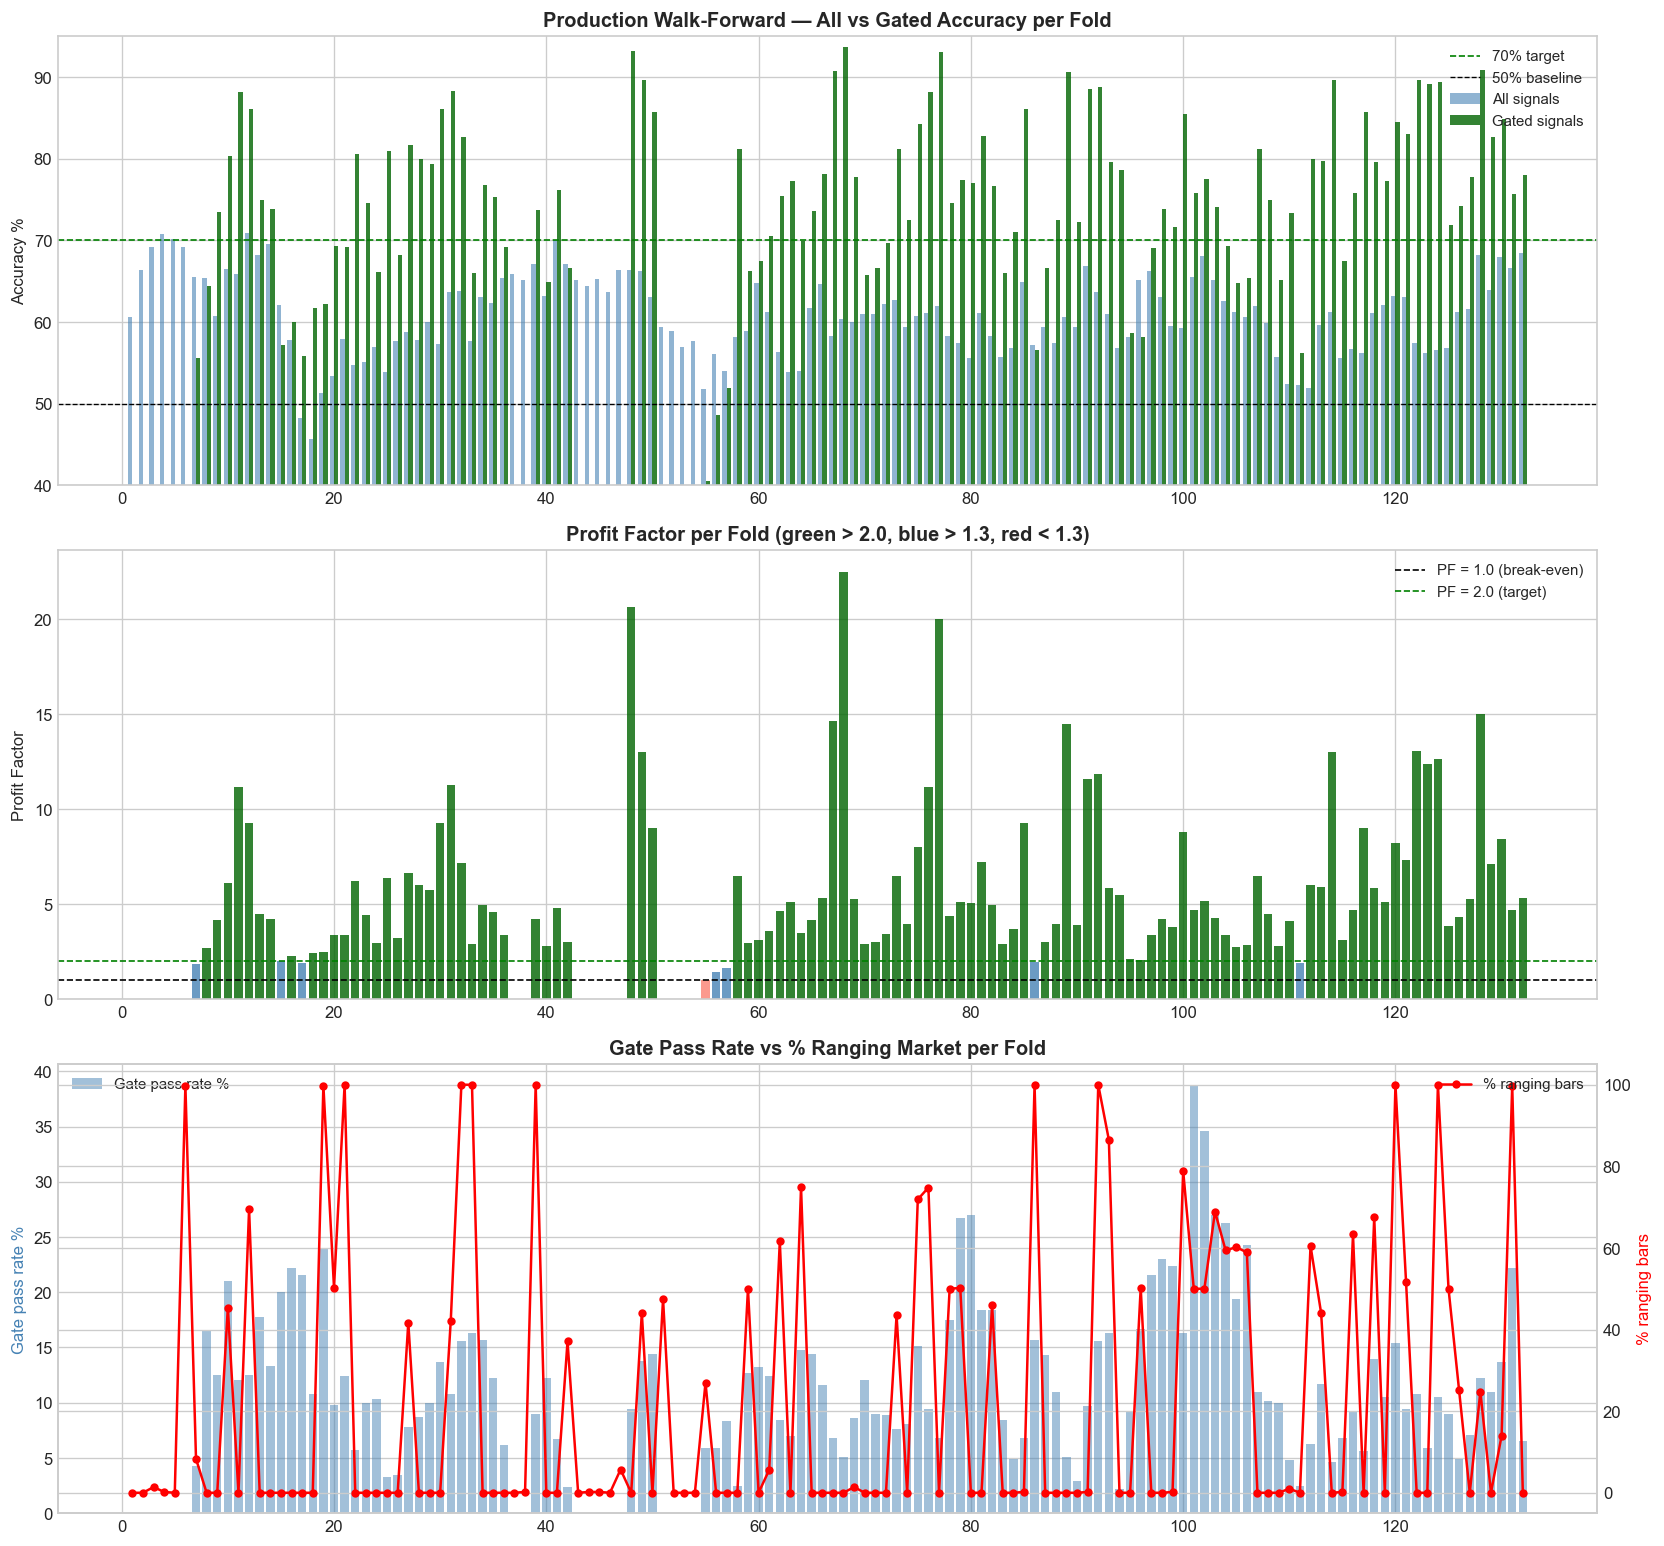 Production Walk-Forward — All vs Gated Accuracy per Fold
Accuracy %
90
80
70
60
50
40
0 20 40 60 80 100 120
70% target
50% baseline
All signals
Gated signals
Profit Factor per Fold (green > 2.0, blue > 1.3, red < 1.3)
Profit Factor
20
15
10
5
0
0 20 40 60 80 100 120
PF = 1.0 (break-even)
PF = 2.0 (target)
Gate Pass Rate vs % Ranging Market per Fold
Gate pass rate %
40
35
30
25
20
15
10
5
0
0 20 40 60 80 100 120
Gate pass rate %
% ranging bars
100
80
60
40
20
0
% ranging bars